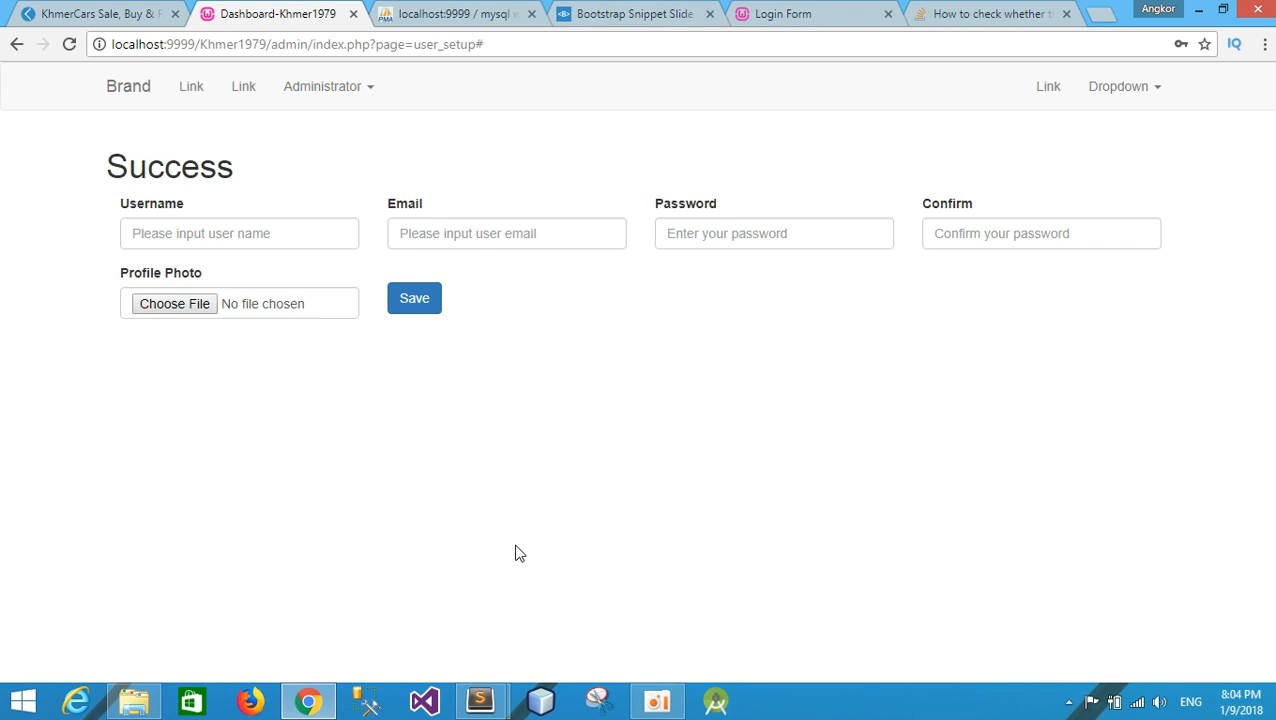 KhmerCars Sale, Buy & R
Dashboard-Khmer1979
localhost:9999 / mysql w
Bootstrap Snippet Slide
Login Form
How to check whether t
Angkor
localhost:9999/Khmer1979/admin/index.php?page=user_setup#
IQ
Brand Link Link Administrator Link Dropdown
Success
Username Email Password Confirm
Please input user name Please input user email Enter your password Confirm your password
Profile Photo
Choose File No file chosen Save
ENG
8:04 PM
1/9/2018